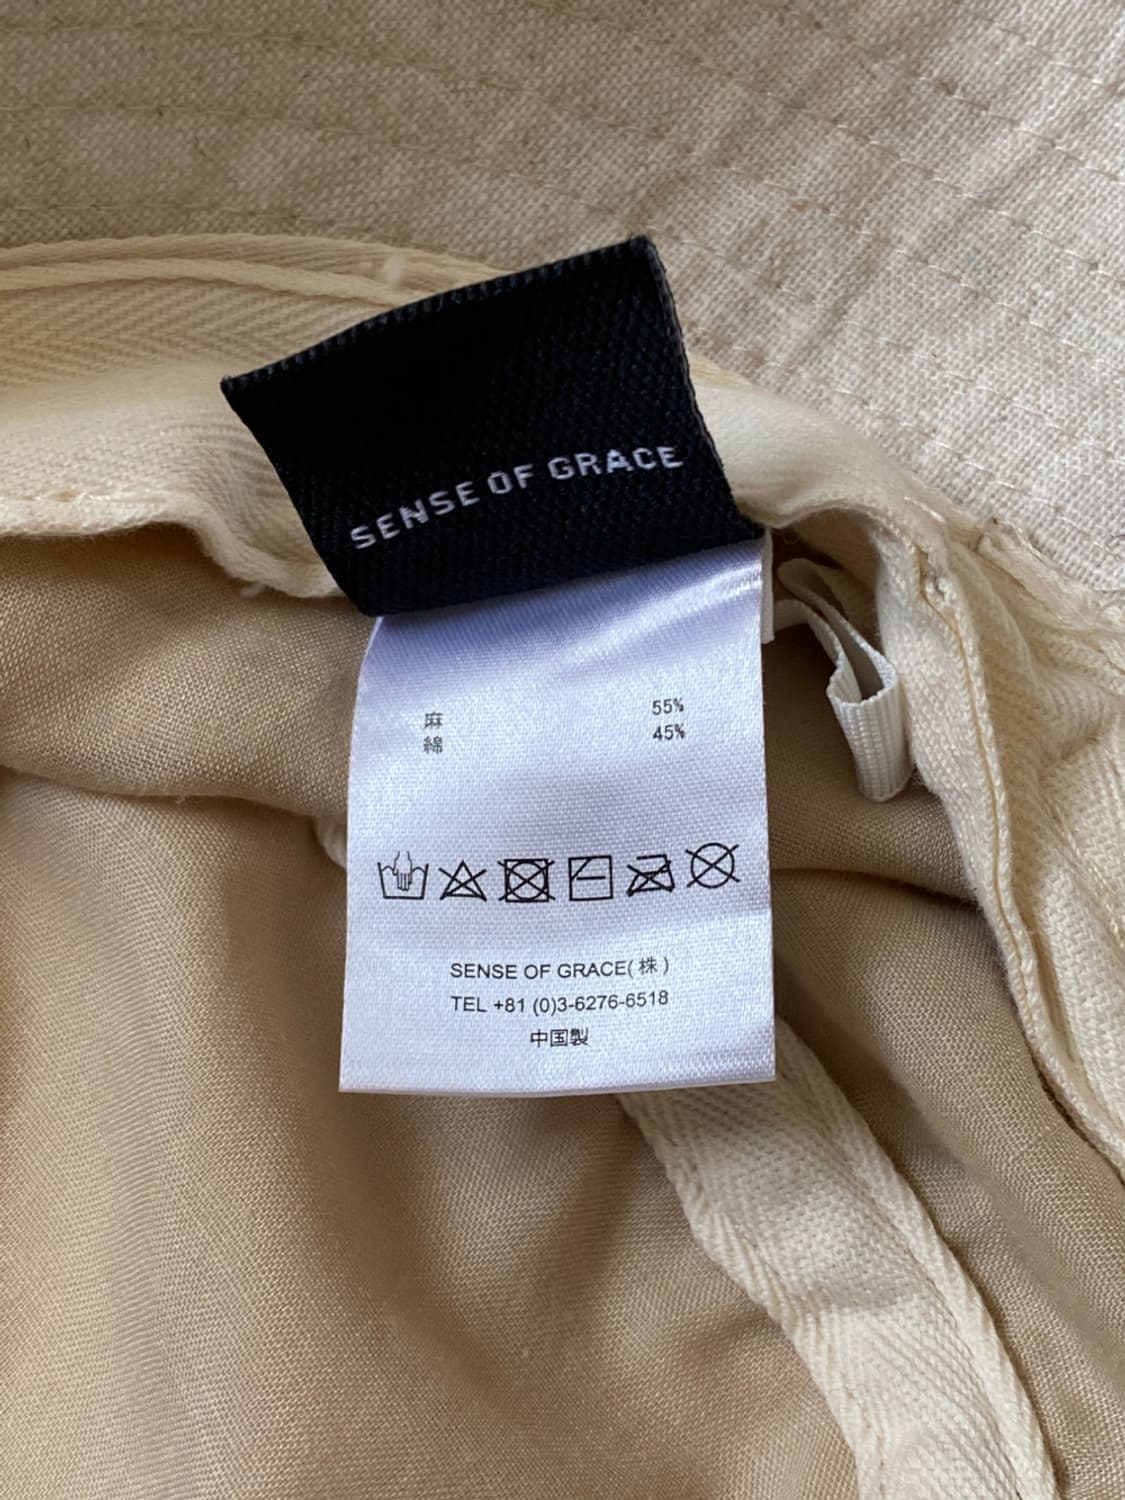 SENSE OF GRACE
麻 55%
綿 45%
SENSE OF GRACE(株)
TEL +81 (0)3-6276-6518
中国製